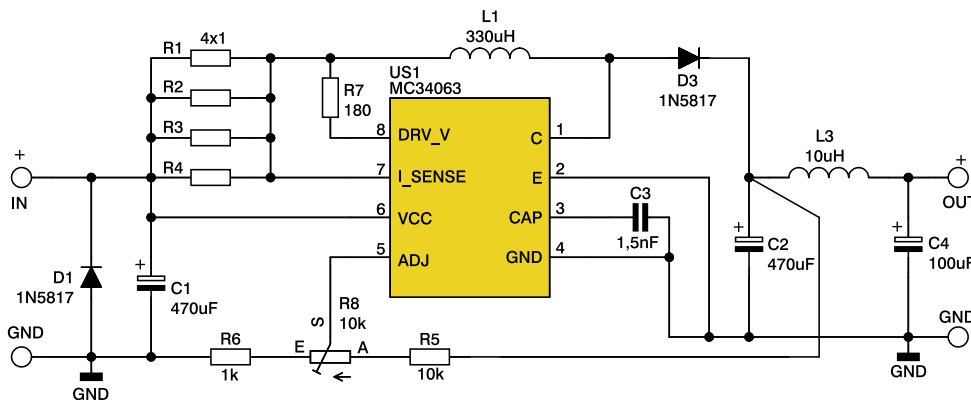 L1
330uH
R1
4x1
US1
MC34063
R7
180
D3
1N5817
R2
R3
R4
8
DRV_V
C
1
7
I_SENSE
E
2
6
VCC
CAP
3
5
ADJ
GND
4
C3
1,5nF
L3
10uH
+
IN
+
OUT
D1
1N5817
+
C1
470uF
+
C2
470uF
+
C4
100uF
S
R8
10k
GND
GND
R6
1k
E
A
R5
10k
GND
GND